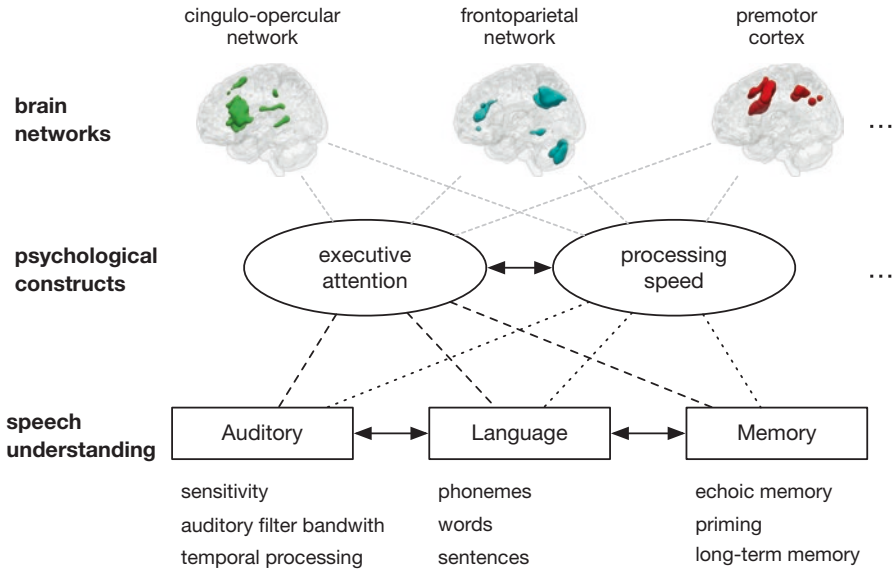 cingulo-opercular
network
frontoparietal
network
premotor
cortex
brain
networks
...
psychological
constructs
executive
attention
processing
speed
...
speech
understanding
Auditory
Language
Memory
sensitivity
phonemes
echoic memory
auditory filter bandwith
words
priming
temporal processing
sentences
long-term memory